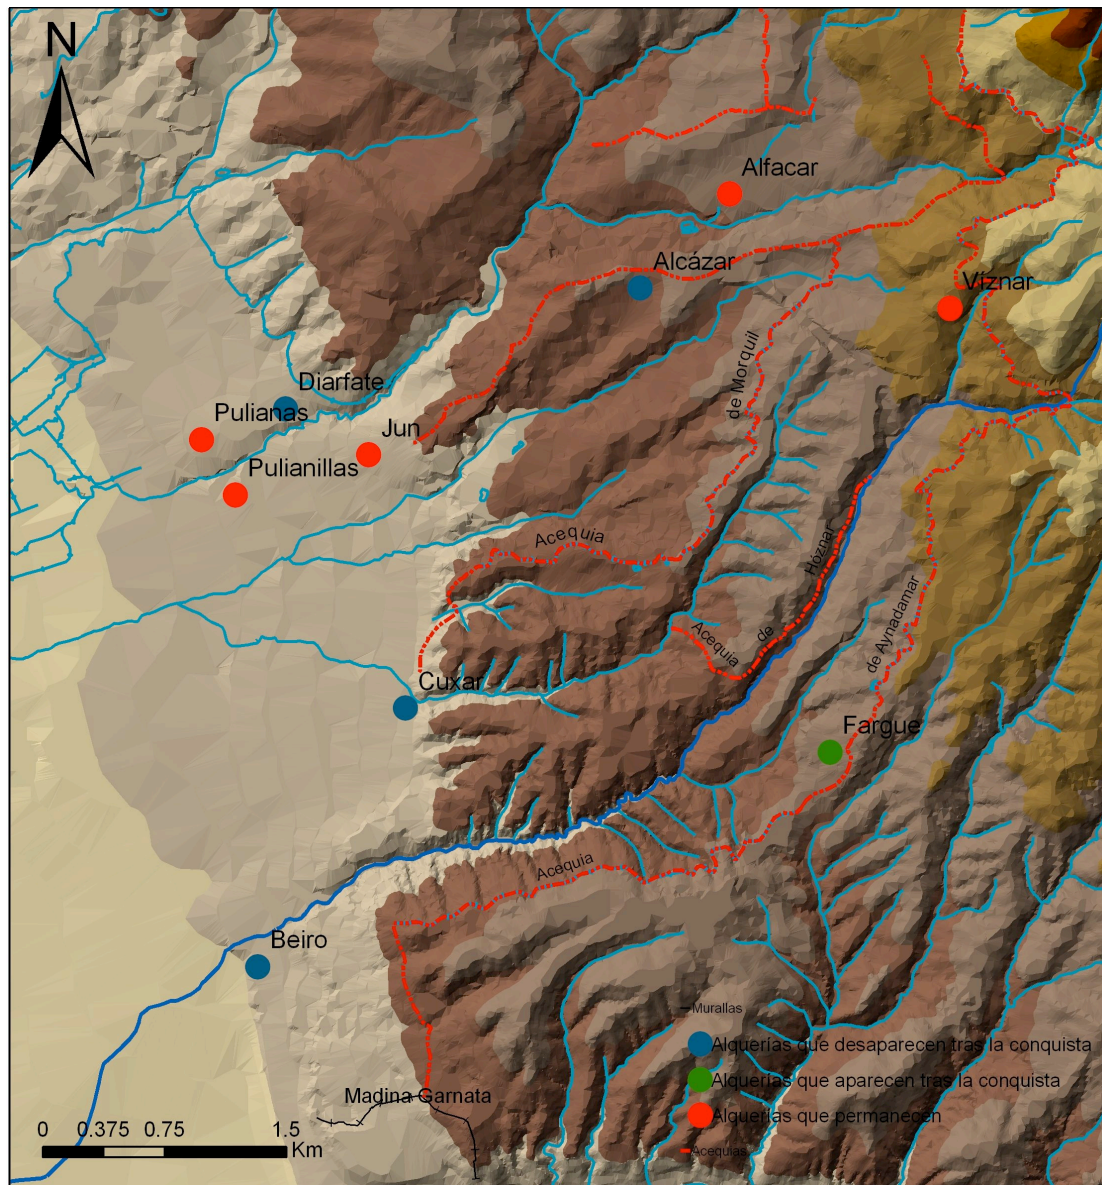 N
Alfacar
Alcázar
Víznar
de Morquil
Diarfate
Pulianas
Jun
Pulianillas
Acequia
Hóznar
de
Acequia
de Aynadamar
Cuxar
Fargue
Acequia
Beiro
Murallas
Alquerías que desaparecen tras la conquista
Alquerías que aparecen tras la conquista
Madina Garnata
Alquerías que permanecen
0 0.375 0.75 1.5
Km
Acequias